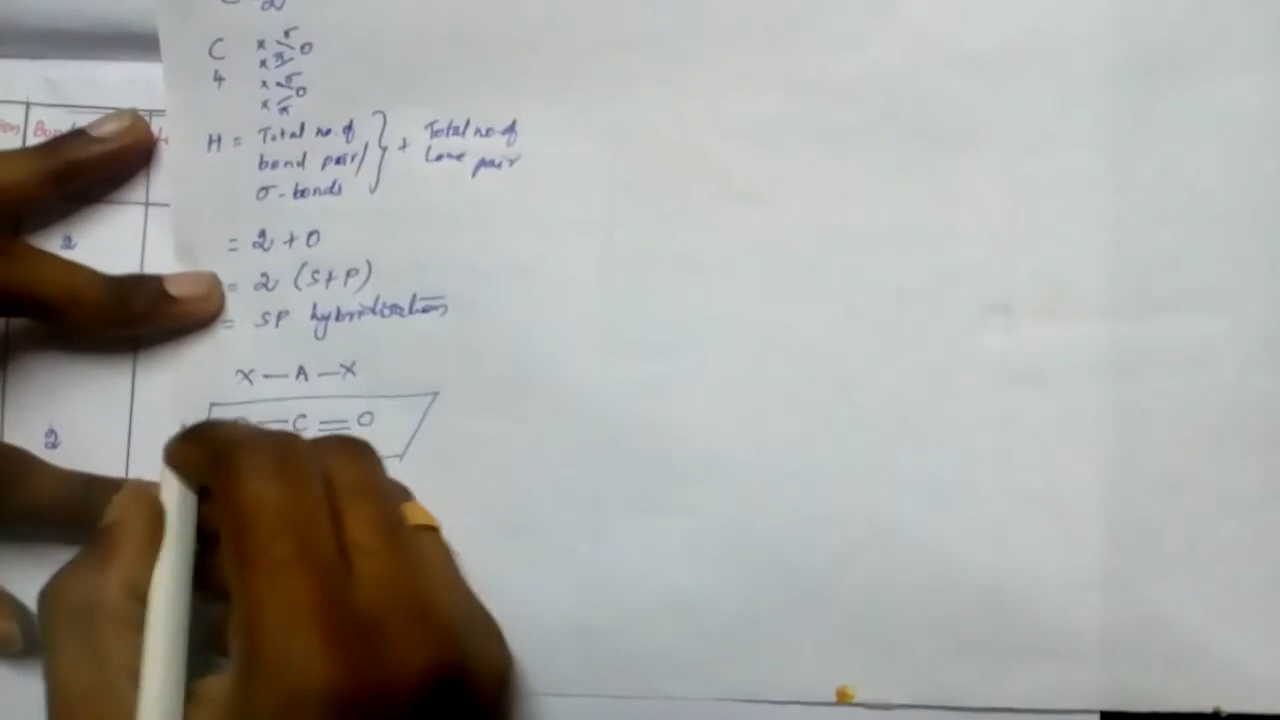 2
C x σ O
x π
4 x σ O
x π
H = Total no. of bond pair/ σ-bonds } + Total no of Lone pair
= 2 + 0
= 2 (S+P)
= SP hybridisation
X — A — X
= C = O
2
2